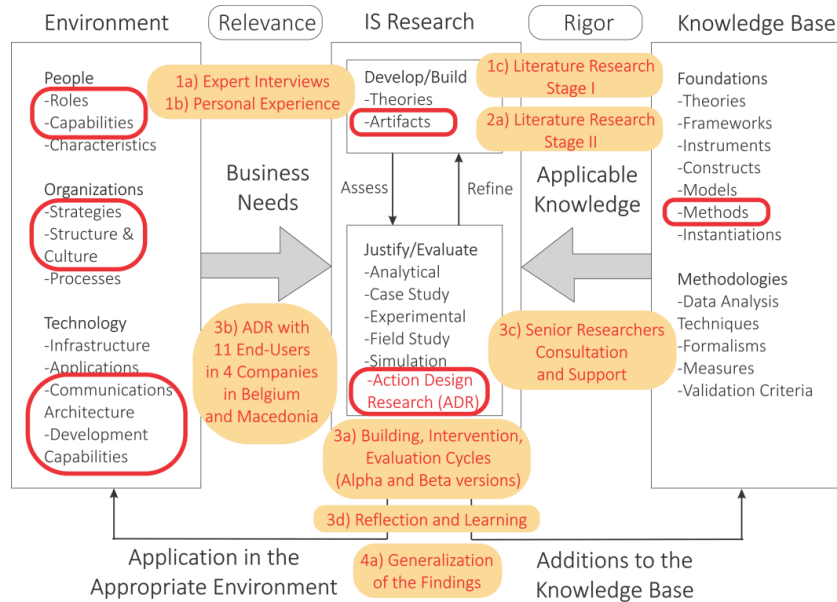 Environment
Relevance
IS Research
Rigor
Knowledge Base
People
-Roles
-Capabilities
-Characteristics
Organizations
-Strategies
-Structure &
Culture
-Processes
Technology
-Infrastructure
-Applications
-Communications
Architecture
-Development
Capabilities
1a) Expert Interviews
1b) Personal Experience
Business
Needs
3b) ADR with
11 End-Users
in 4 Companies
in Belgium
and Macedonia
Develop/Build
-Theories
-Artifacts
Assess
Refine
Justify/Evaluate
-Analytical
-Case Study
-Experimental
-Field Study
-Simulation
-Action Design
Research (ADR)
3a) Building, Intervention,
Evaluation Cycles
(Alpha and Beta versions)
3d) Reflection and Learning
4a) Generalization
of the Findings
1c) Literature Research
Stage I
2a) Literature Research
Stage II
Applicable
Knowledge
3c) Senior Researchers
Consultation
and Support
Foundations
-Theories
-Frameworks
-Instruments
-Constructs
-Models
-Methods
-Instantiations
Methodologies
-Data Analysis
Techniques
-Formalisms
-Measures
-Validation Criteria
Application in the
Appropriate Environment
Additions to the
Knowledge Base